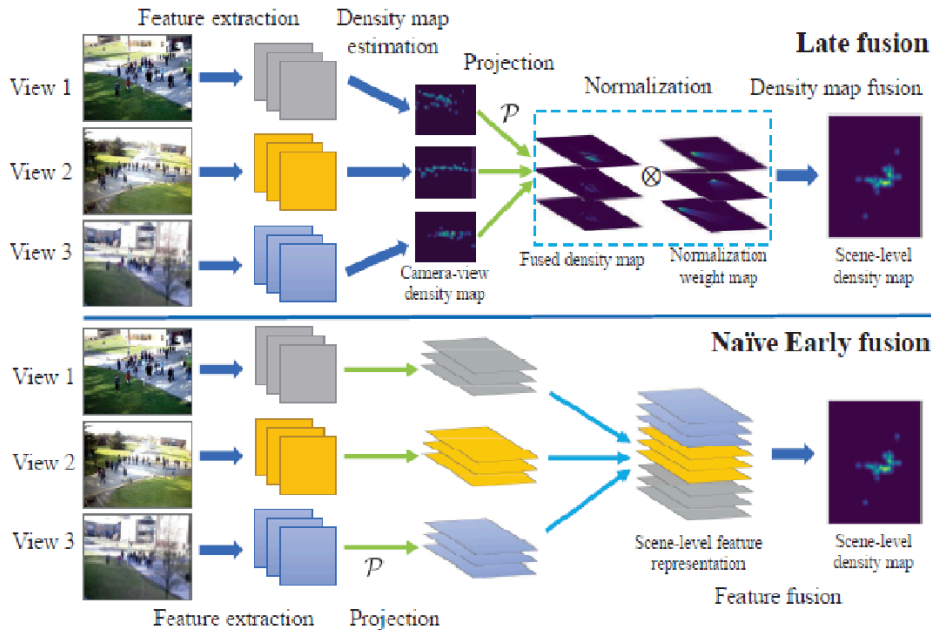 Feature extraction
Density map
estimation
Late fusion
View 1
Projection
𝒫
Normalization
Density map fusion
View 2
⊗
View 3
Camera-view
density map
Fused density map
Normalization
weight map
Scene-level
density map
Naïve Early fusion
View 1
View 2
View 3
𝒫
Scene-level feature
representation
Scene-level
density map
Feature extraction
Projection
Feature fusion